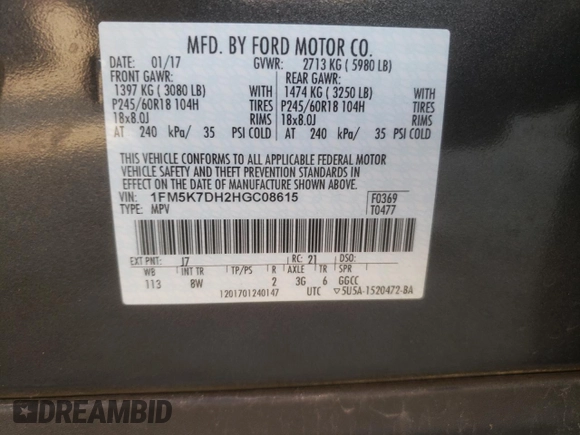 MFD. BY FORD MOTOR CO.
DATE: 01/17 GVWR: 2713 KG ( 5980 LB)
FRONT GAWR: REAR GAWR:
1397 KG ( 3080 LB) 1474 KG ( 3250 LB)
P245/60R18 104H TIRES P245/60R18 104H TIRES
18x8.0J RIMS 18x8.0J RIMS
AT 240 kPa/ 35 PSI COLD AT 240 kPa/ 35 PSI COLD
THIS VEHICLE CONFORMS TO ALL APPLICABLE FEDERAL MOTOR
VEHICLE SAFETY AND THEFT PREVENTION STANDARDS IN
EFFECT ON THE DATE OF MANUFACTURE SHOWN ABOVE.
VIN: 1FM5K7DH2HGC08615 F0369
TYPE: MPV T0477
EXT PNT: J7 RC: 21 DSO:
WB INT TR TP/PS R AXLE TR SPR
113 8W 2 3G 6 GGCC
1201701240147 UTC ▽5U5A-1520472-BA
DREAMBID